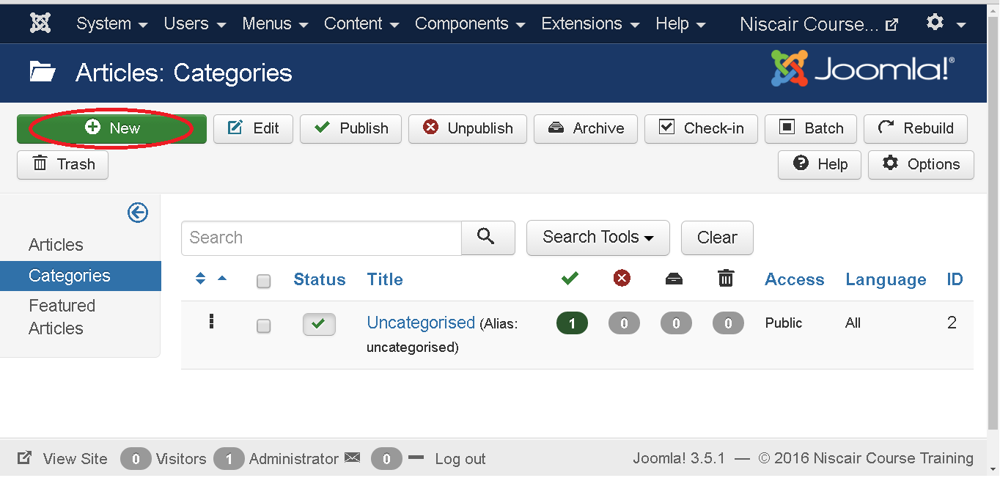 System Users Menus Content Components Extensions Help Niscair Course...
Articles: Categories Joomla!®
New Edit Publish Unpublish Archive Check-in Batch Rebuild
Trash Help Options
Articles
Categories
Featured
Articles
Search Search Tools Clear
Status Title Access Language ID
Uncategorised (Alias: 1 0 0 0 Public All 2
uncategorised)
View Site 0 Visitors 1 Administrator 0 Log out Joomla! 3.5.1 — © 2016 Niscair Course Training